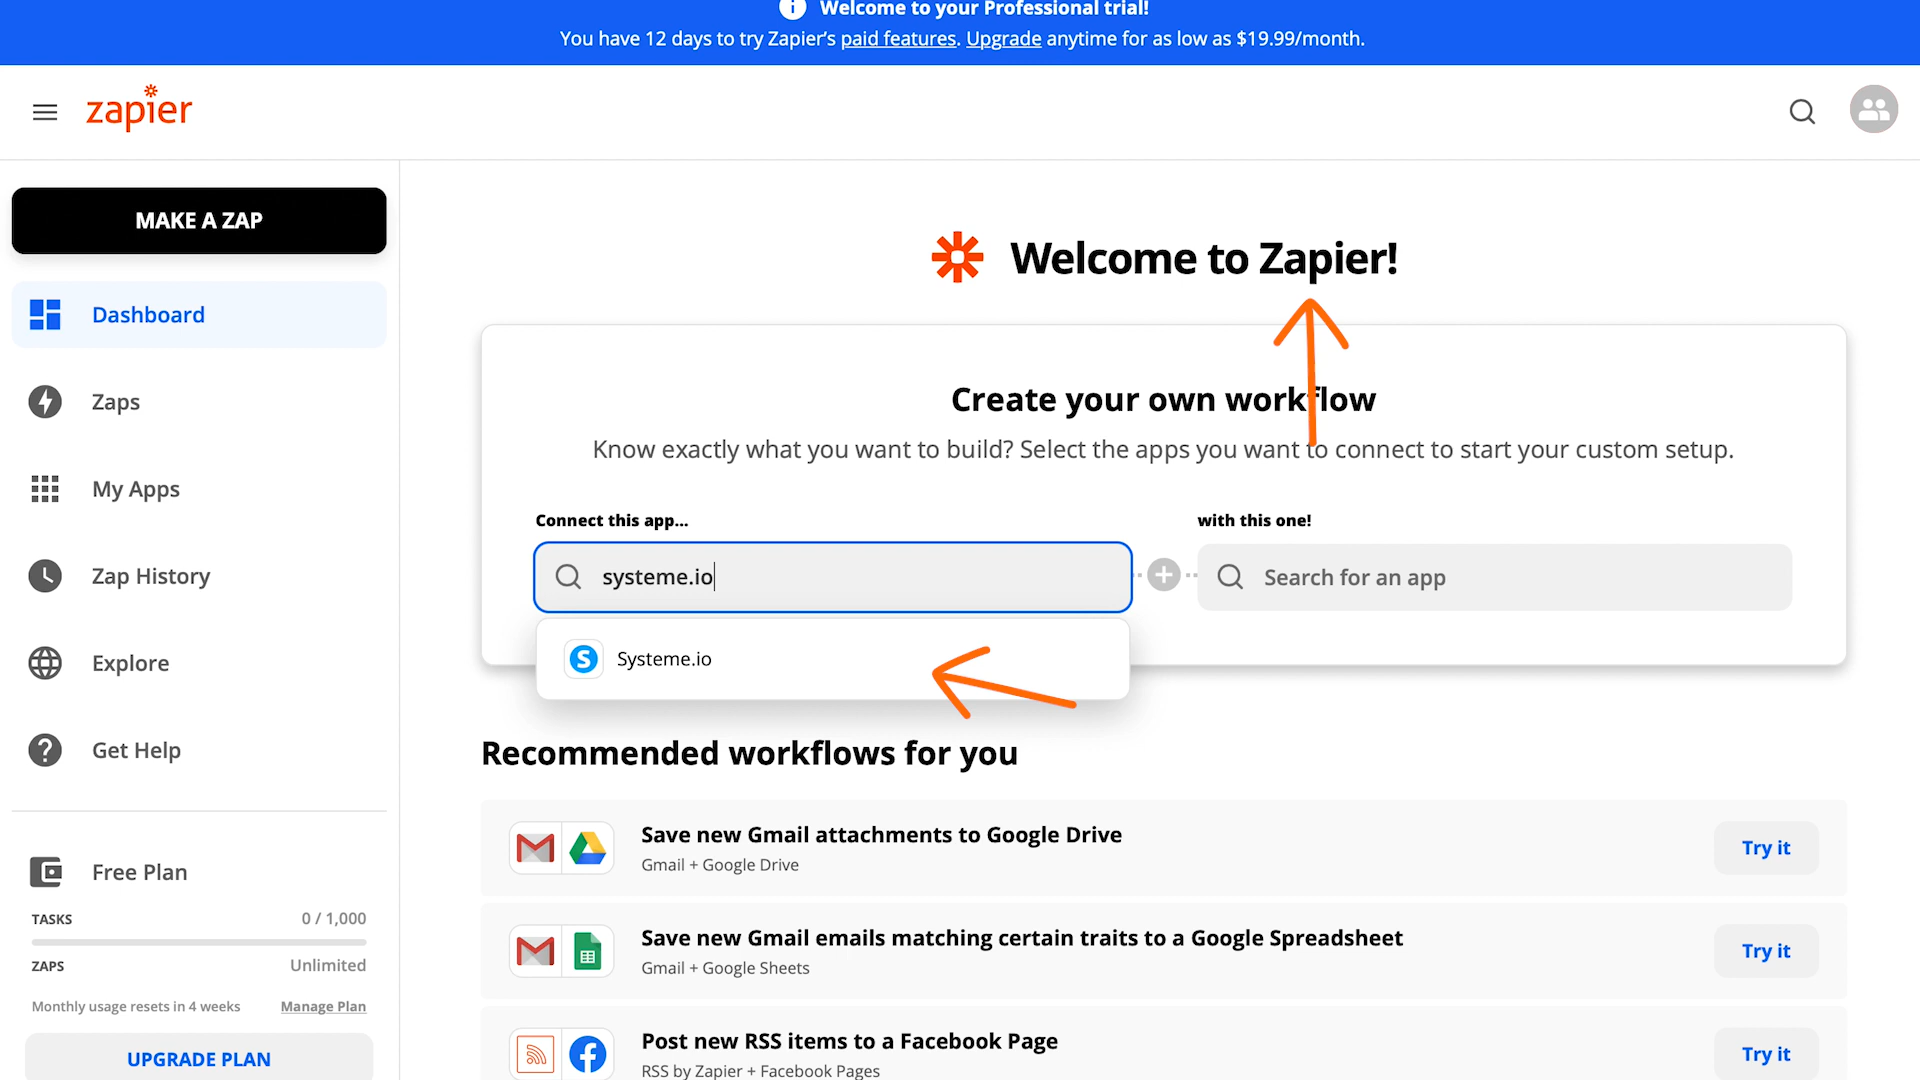 Welcome to your Professional trial!
You have 12 days to try Zapier's paid features. Upgrade anytime for as low as $19.99/month.
zapier
MAKE A ZAP
Dashboard
Zaps
My Apps
Zap History
Explore
Get Help
Free Plan
TASKS 0 / 1,000
ZAPS Unlimited
Monthly usage resets in 4 weeks Manage Plan
UPGRADE PLAN
Welcome to Zapier!
Create your own workflow
Know exactly what you want to build? Select the apps you want to connect to start your custom setup.
Connect this app...
with this one!
systeme.io
Search for an app
Systeme.io
Recommended workflows for you
Save new Gmail attachments to Google Drive
Gmail + Google Drive
Try it
Save new Gmail emails matching certain traits to a Google Spreadsheet
Gmail + Google Sheets
Try it
Post new RSS items to a Facebook Page
RSS by Zapier + Facebook Pages
Try it